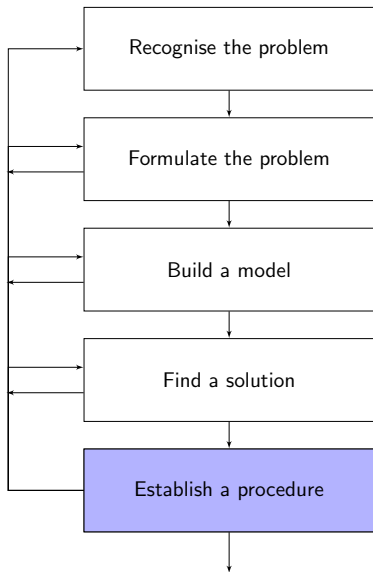 Recognise the problem
Formulate the problem
Build a model
Find a solution
Establish a procedure